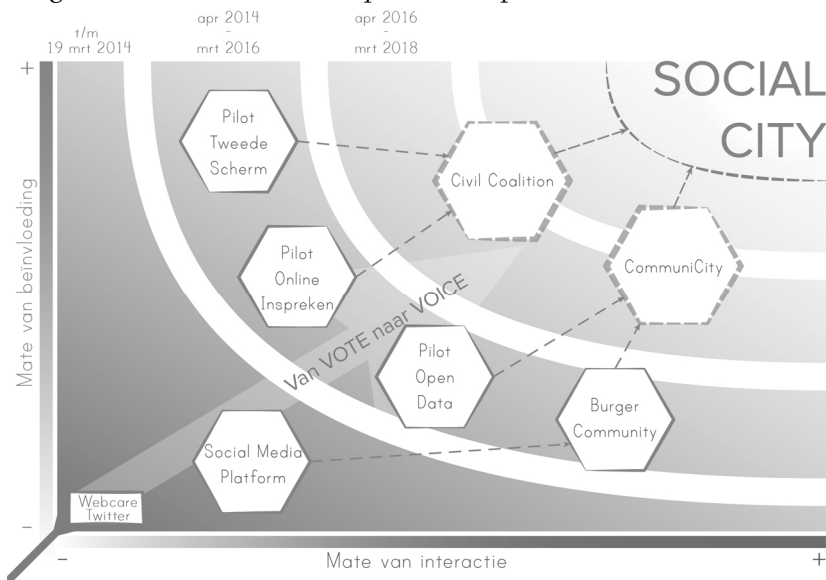 apr 2014
-
mrt 2016
apr 2016
-
mrt 2018
t/m
19 mrt 2014
+
SOCIAL
CITY
Pilot
Tweede
Scherm
Civil Coalition
Mate van beïnvloeding
Pilot
Online
Inspreken
CommuniCity
Van VOTE naar VOICE
Pilot
Open
Data
Burger
Community
Social Media
Platform
Webcare
Twitter
-
-
Mate van interactie
+